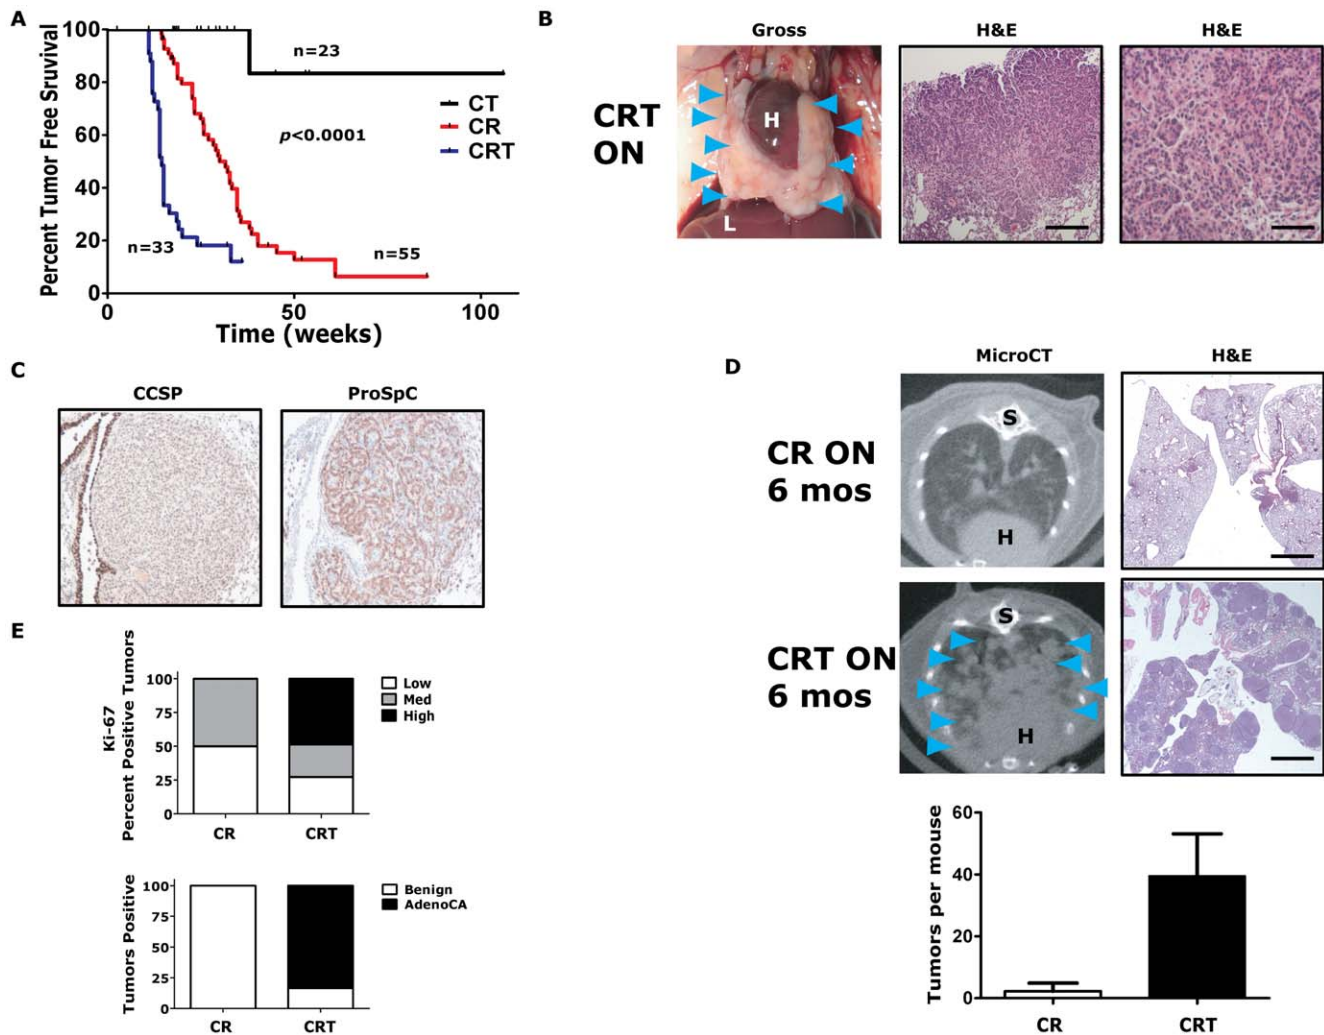 A
Percent Tumor Free Sruvival
100
80
60
40
20
0
0
50
100
Time (weeks)
n=23
p<0.0001
CT
CR
CRT
n=33
n=55
B
Gross
H&E
H&E
CRT
ON
H
L
C
CCSP
ProSpC
D
MicroCT
H&E
CR ON
6 mos
S
H
CRT ON
6 mos
S
H
Tumors per mouse
60
40
20
0
CR
CRT
E
Ki-67
Percent Positive Tumors
100
75
50
25
0
CR
CRT
Low
Med
High
Tumors Positive
100
75
50
25
0
CR
CRT
Benign
AdenoCA